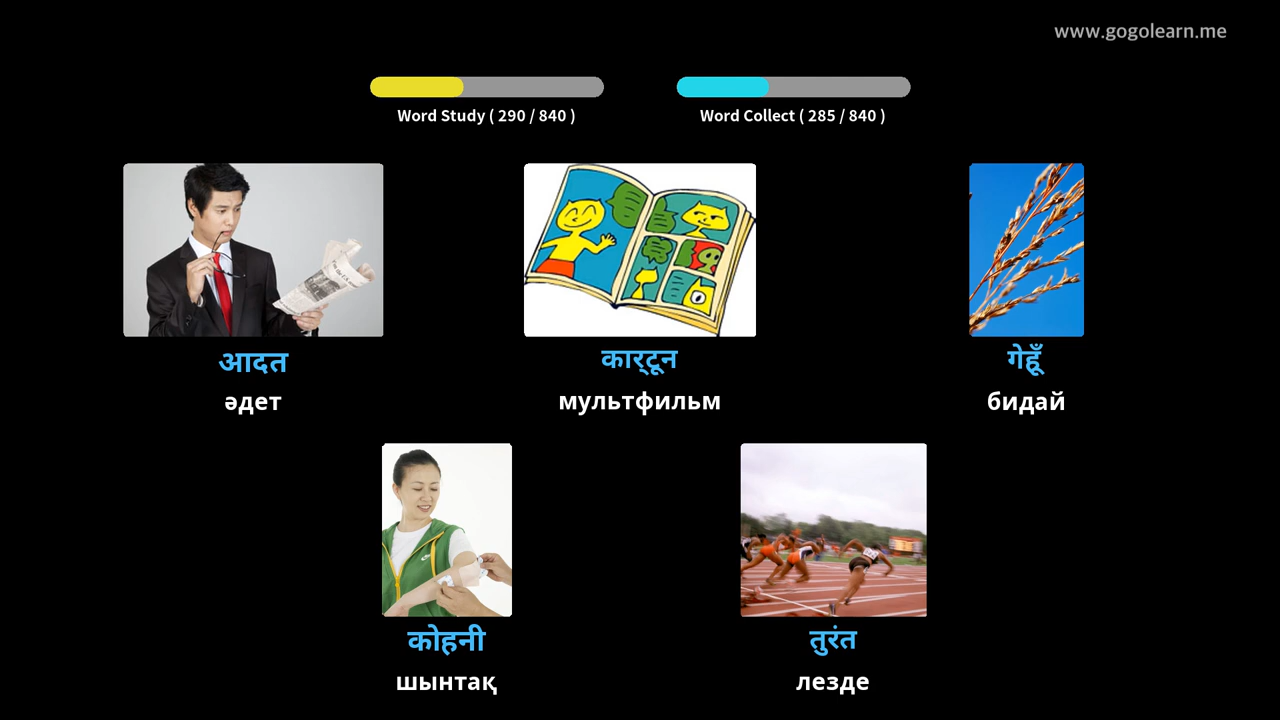 www.gogolearn.me
Word Study ( 290 / 840 )
Word Collect ( 285 / 840 )
आदत
әдет
कार्टून
мультфильм
गेहूँ
бидай
कोहनी
шынтақ
तुरंत
лезде